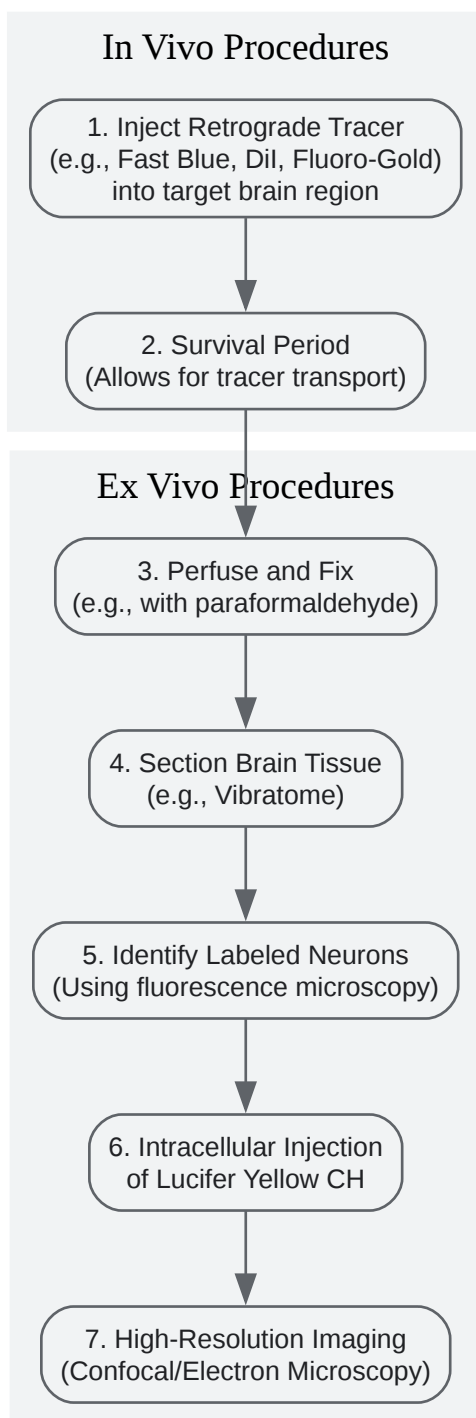 In Vivo Procedures
1. Inject Retrograde Tracer
(e.g., Fast Blue, DiI, Fluoro-Gold)
into target brain region
2. Survival Period
(Allows for tracer transport)
Ex Vivo Procedures
3. Perfuse and Fix
(e.g., with paraformaldehyde)
4. Section Brain Tissue
(e.g., Vibratome)
5. Identify Labeled Neurons
(Using fluorescence microscopy)
6. Intracellular Injection
of Lucifer Yellow CH
7. High-Resolution Imaging
(Confocal/Electron Microscopy)